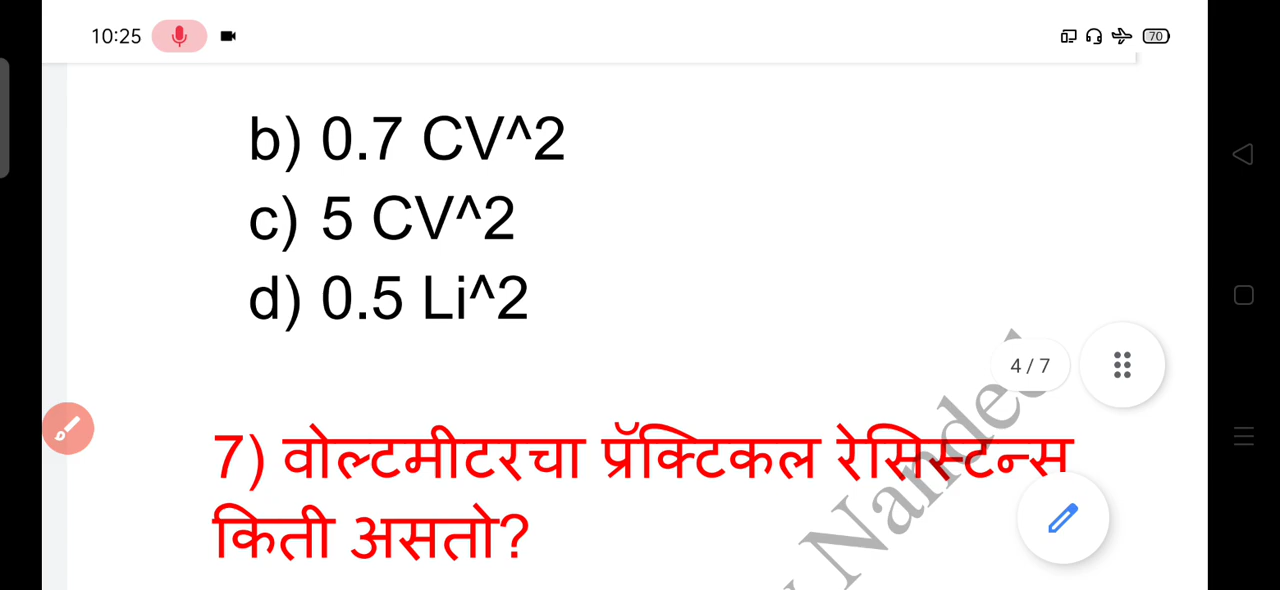 10:25
70
b) 0.7 CV^2
c) 5 CV^2
d) 0.5 Li^2
4 / 7
7) वोल्टमीटरचा प्रॅक्टिकल रेसिस्टन्स
किती असतो?